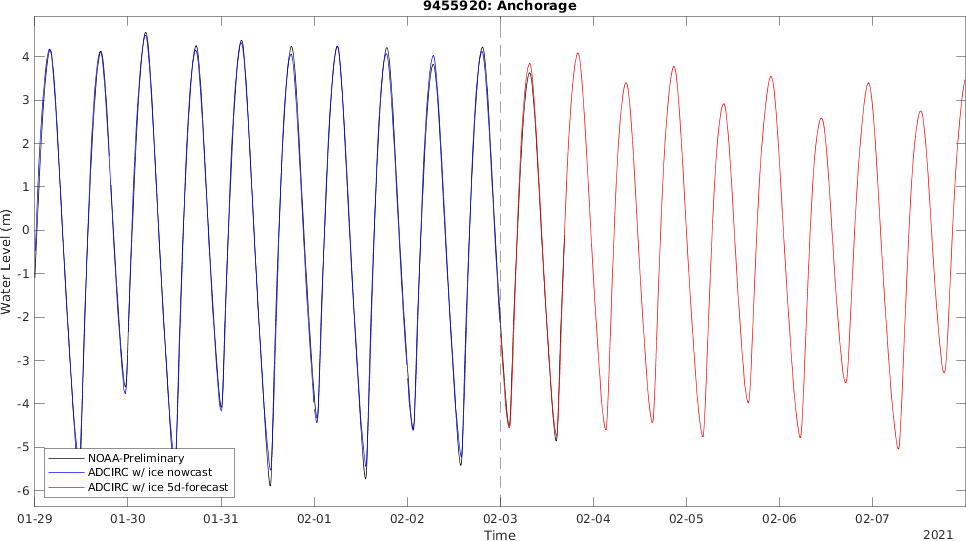 9455920: Anchorage
Water Level (m)
4
3
2
1
0
-1
-2
-3
-4
-5
-6
NOAA-Preliminary
ADCIRC w/ ice nowcast
ADCIRC w/ ice 5d-forecast
01-29 01-30 01-31 02-01 02-02 02-03 02-04 02-05 02-06 02-07
Time
2021